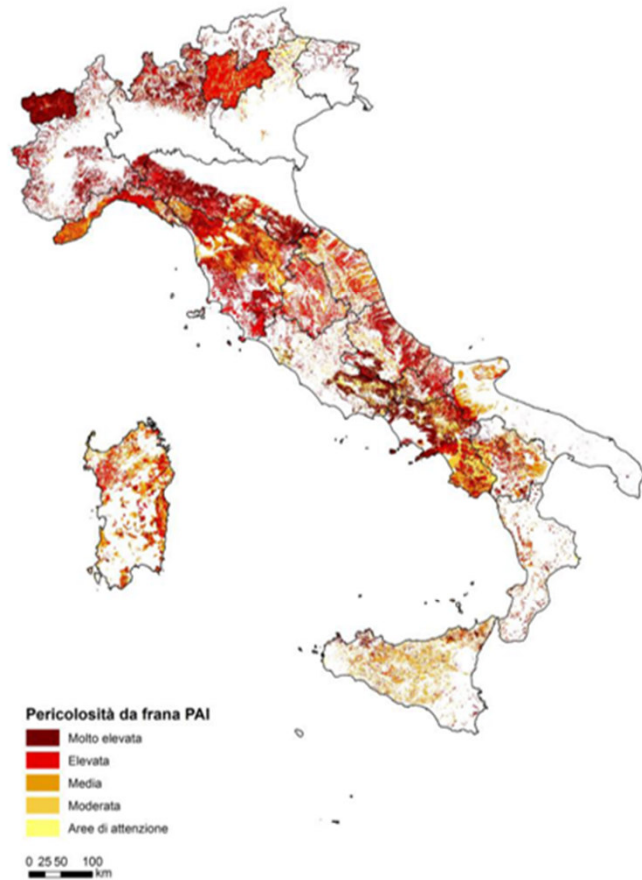 Pericolosità da frana PAI
Molto elevata
Elevata
Media
Moderata
Aree di attenzione
0 25 50 100
km